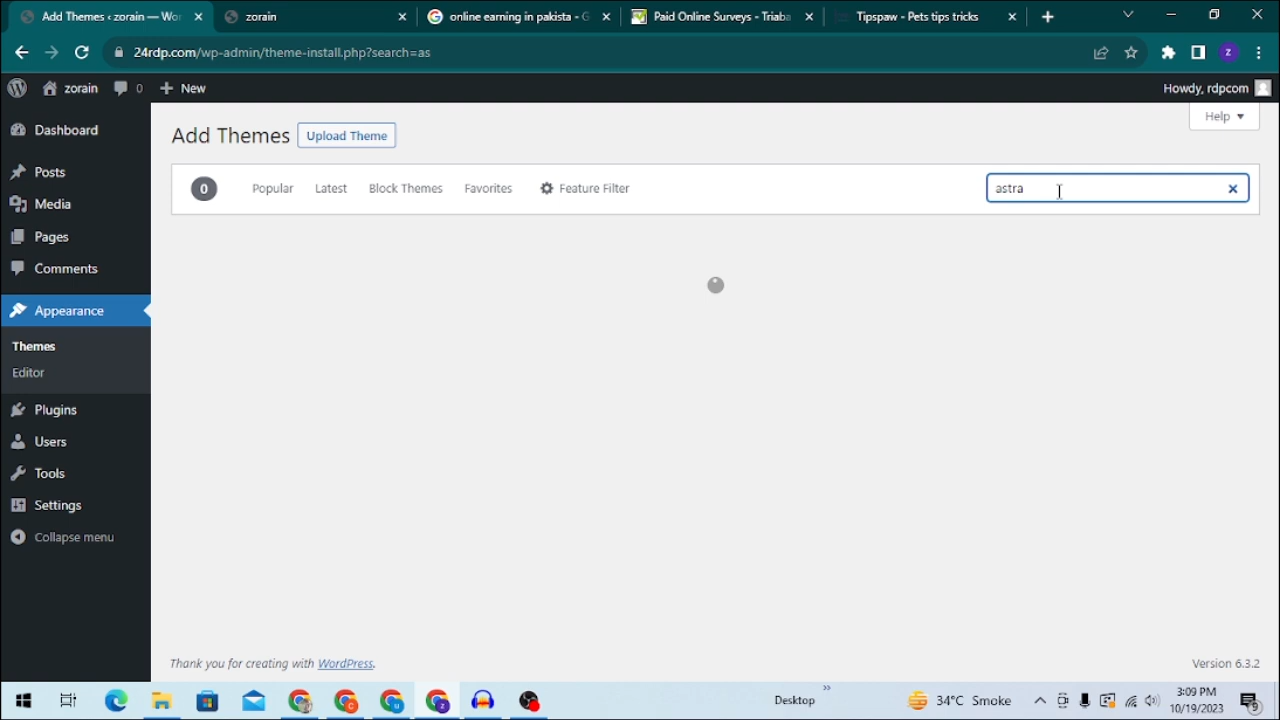 Add Themes ‹ zorain — Wor
zorain
online earning in pakista - G
Paid Online Surveys - Triaba
Tipspaw - Pets tips tricks
24rdp.com/wp-admin/theme-install.php?search=as
z
zorain
0
New
Howdy, rdpcom
Dashboard
Posts
Media
Pages
Comments
Appearance
Themes
Editor
Plugins
Users
Tools
Settings
Collapse menu
Help
Add Themes
Upload Theme
0
Popular
Latest
Block Themes
Favorites
Feature Filter
astra
Thank you for creating with WordPress.
Version 6.3.2
Desktop
34°C Smoke
3:09 PM
10/19/2023
9